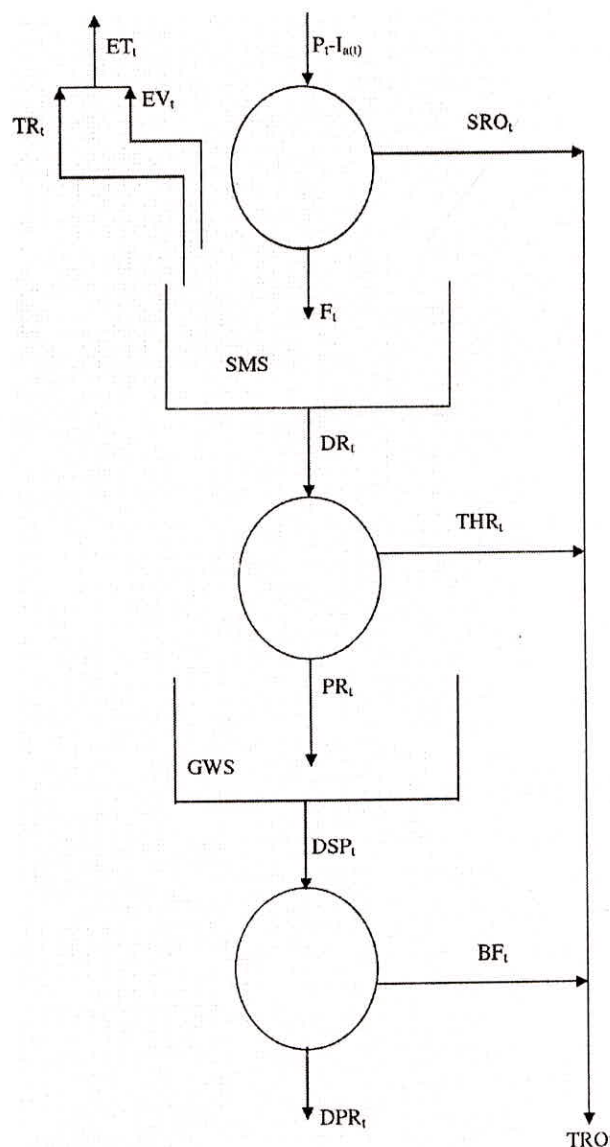 ETₜ
Pₜ-Iₐ₍ₜ₎
EVₜ
TRₜ
SROₜ
Fₜ
SMS
DRₜ
THRₜ
PRₜ
GWS
DSPₜ
BFₜ
DPRₜ
TRO